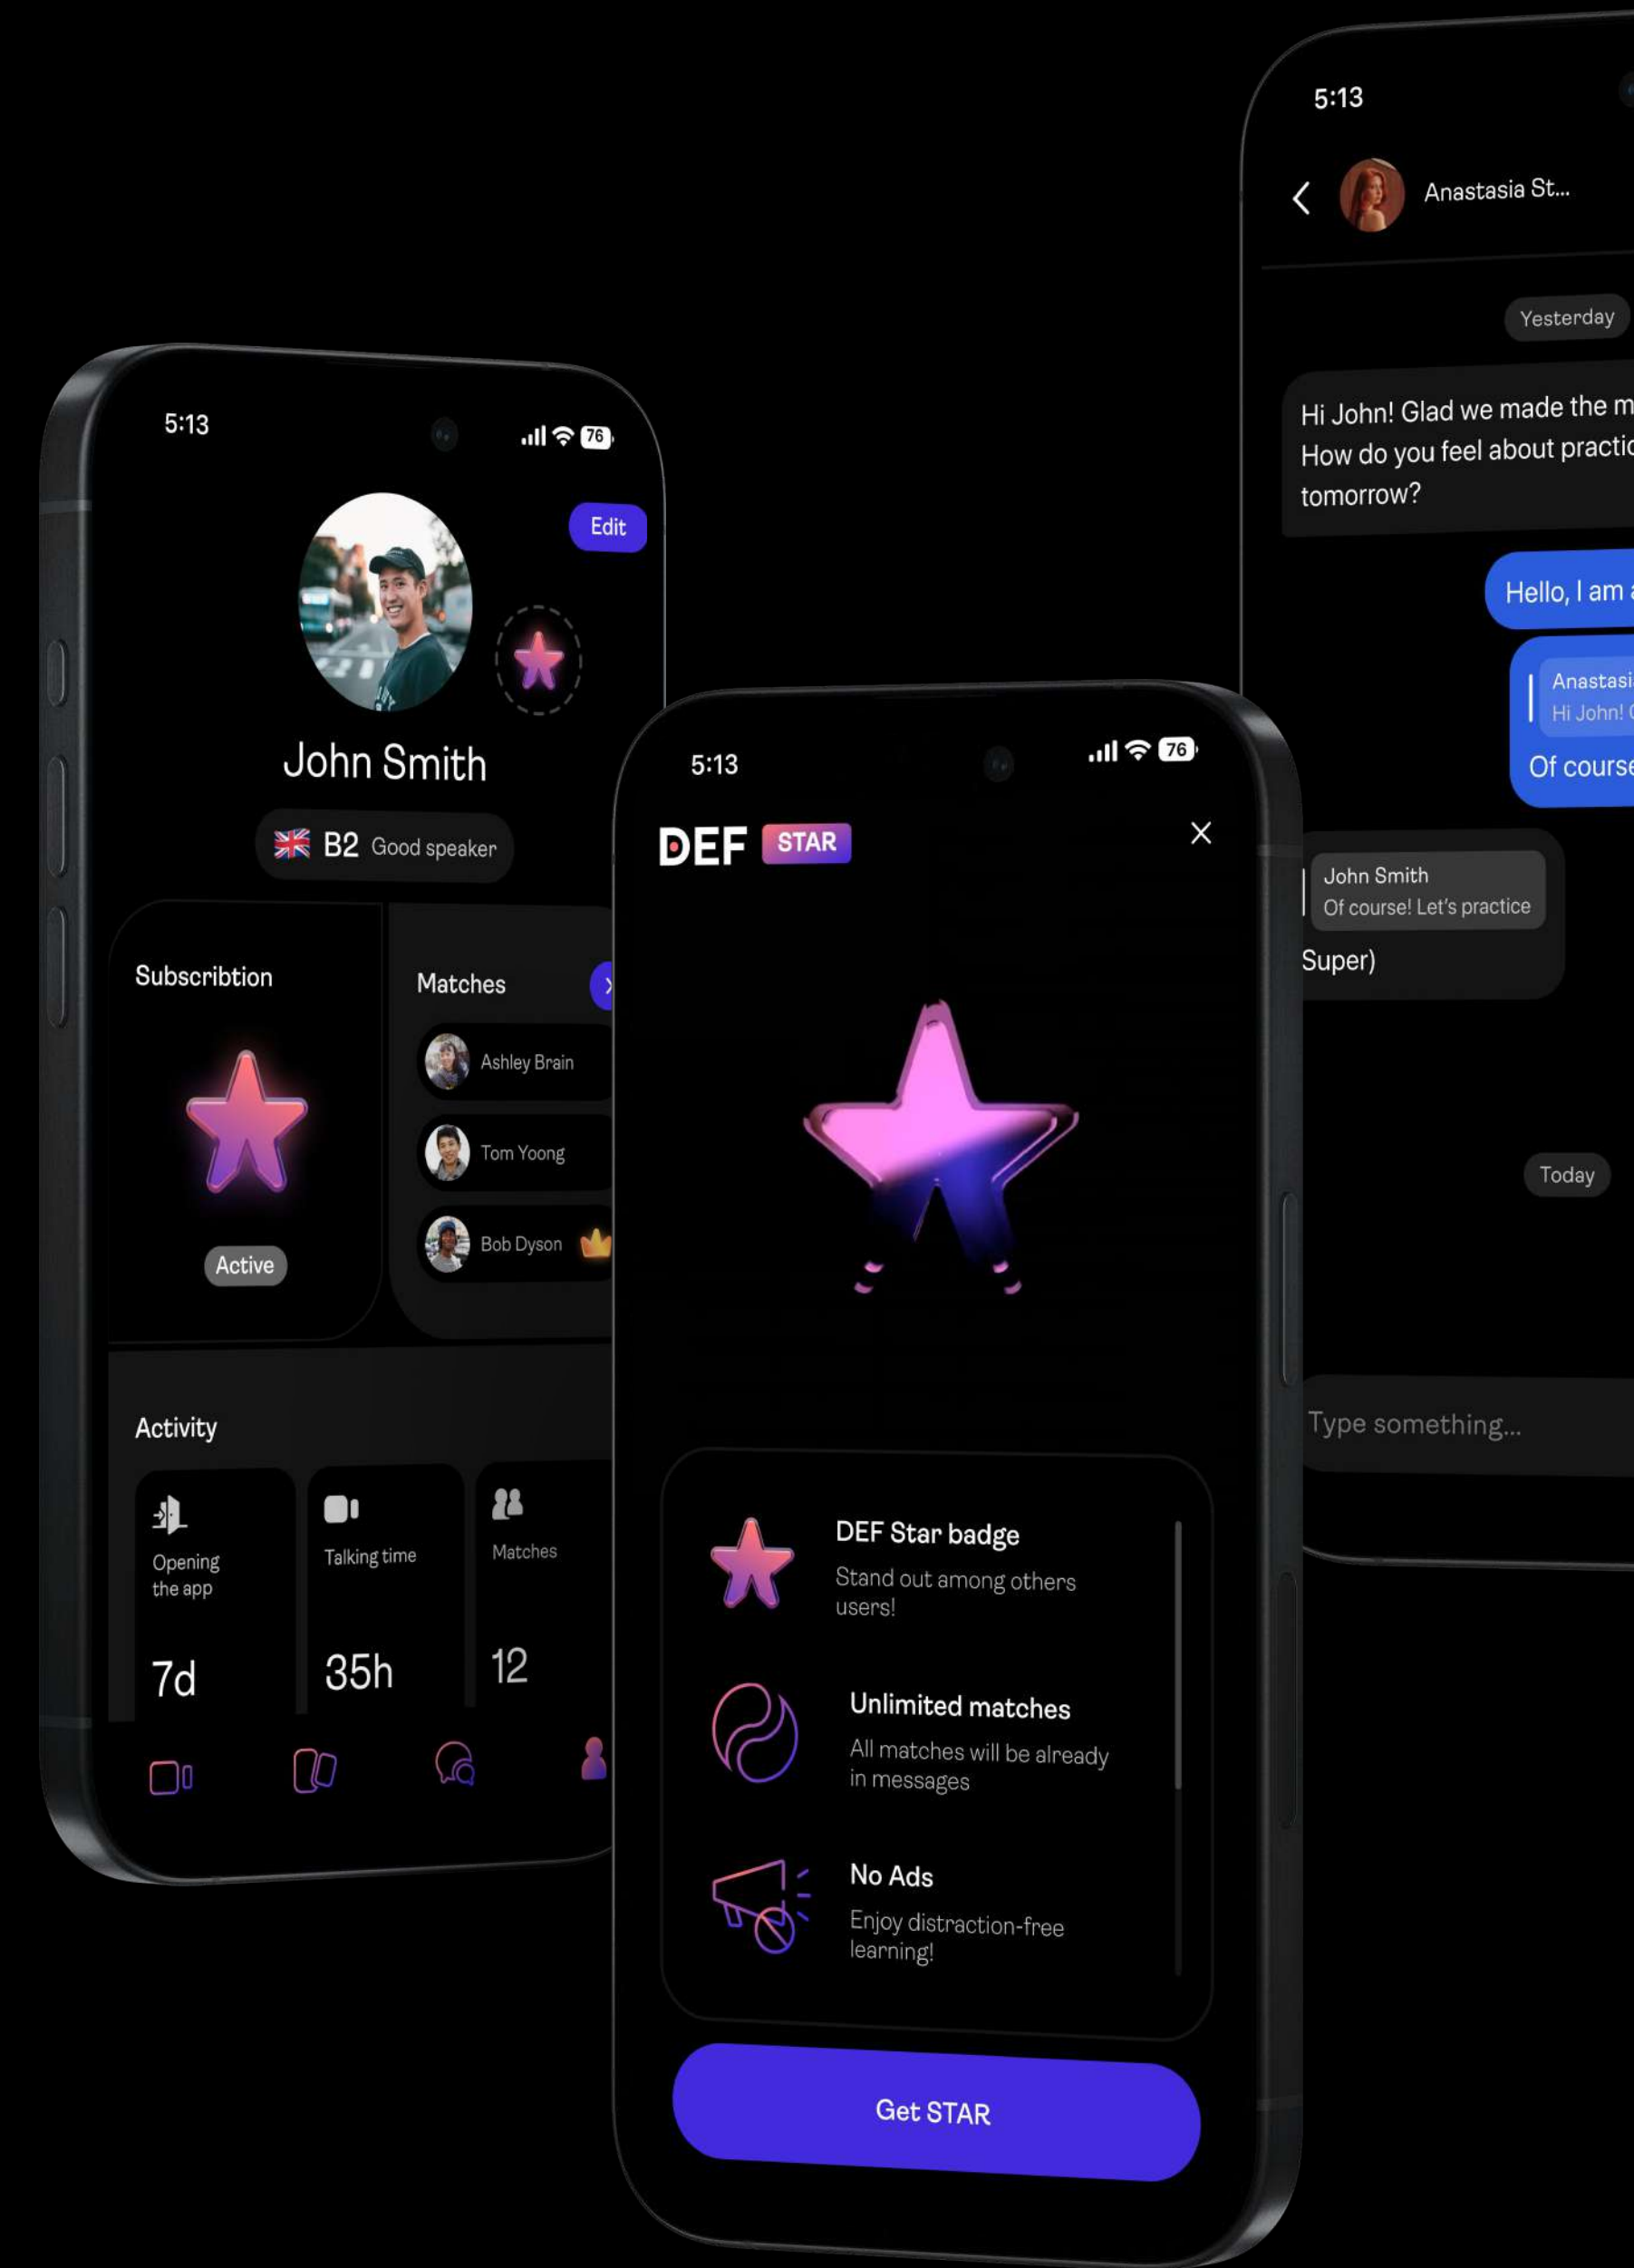 5:13
76
Edit
John Smith
B2 Good speaker
Subscribtion
Active
Matches
Ashley Brain
Tom Yoong
Bob Dyson
Activity
Opening
the app
7d
Talking time
35h
Matches
12
5:13
76
DEF STAR
DEF Star badge
Stand out among others
users!
Unlimited matches
All matches will be already
in messages
No Ads
Enjoy distraction-free
learning!
Get STAR
5:13
Anastasia St...
Yesterday
Hi John! Glad we made the
How do you feel about
tomorrow?
Hello, I am
Hi John!
Of course
John Smith
Of course! Let's practice
Super)
Today
Type something...